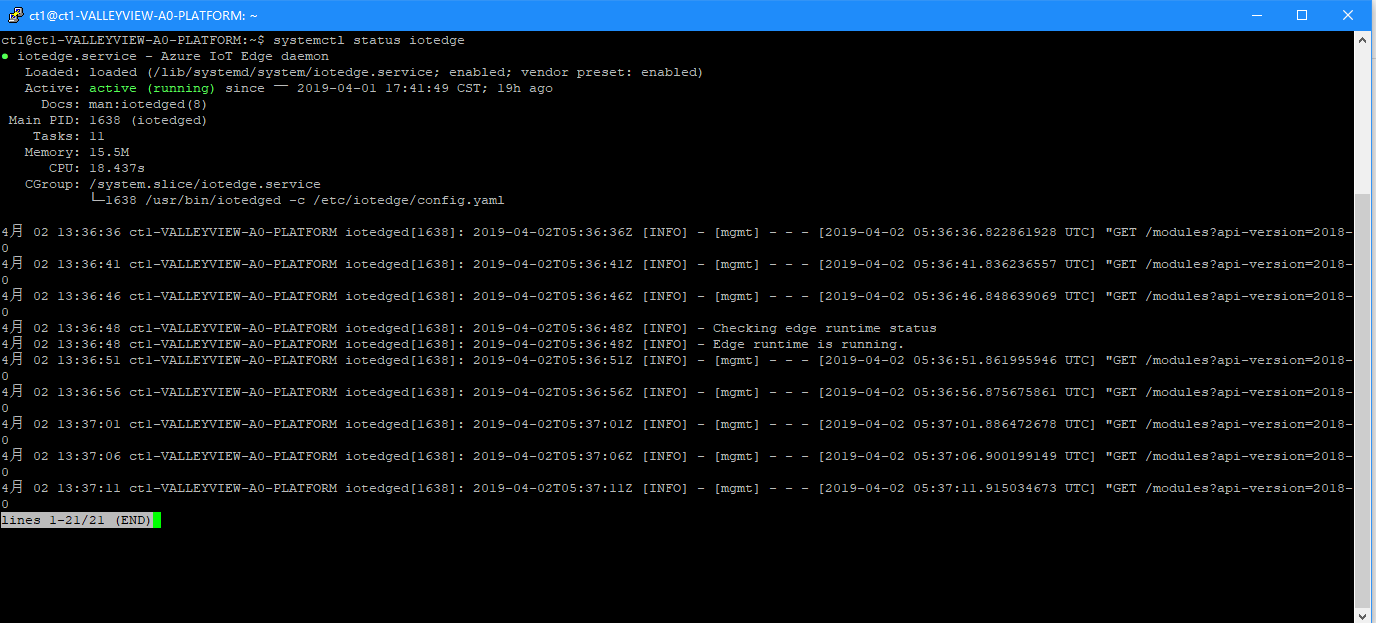 ct1@ct1-VALLEYVIEW-A0-PLATFORM: ~
ct1@ct1-VALLEYVIEW-A0-PLATFORM:~$ systemctl status iotedge
● iotedge.service - Azure IoT Edge daemon
Loaded: loaded (/lib/systemd/system/iotedge.service; enabled; vendor preset: enabled)
Active: active (running) since 一 2019-04-01 17:41:49 CST; 19h ago
Docs: man:iotedged(8)
Main PID: 1638 (iotedged)
Tasks: 11
Memory: 15.5M
CPU: 18.437s
CGroup: /system.slice/iotedge.service
└─1638 /usr/bin/iotedged -c /etc/iotedge/config.yaml
4月 02 13:36:36 ct1-VALLEYVIEW-A0-PLATFORM iotedged[1638]: 2019-04-02T05:36:36Z [INFO] - [mgmt] - - - [2019-04-02 05:36:36.822861928 UTC] "GET /modules?api-version=2018-
0
4月 02 13:36:41 ct1-VALLEYVIEW-A0-PLATFORM iotedged[1638]: 2019-04-02T05:36:41Z [INFO] - [mgmt] - - - [2019-04-02 05:36:41.836236557 UTC] "GET /modules?api-version=2018-
0
4月 02 13:36:46 ct1-VALLEYVIEW-A0-PLATFORM iotedged[1638]: 2019-04-02T05:36:46Z [INFO] - [mgmt] - - - [2019-04-02 05:36:46.848639069 UTC] "GET /modules?api-version=2018-
0
4月 02 13:36:48 ct1-VALLEYVIEW-A0-PLATFORM iotedged[1638]: 2019-04-02T05:36:48Z [INFO] - Checking edge runtime status
4月 02 13:36:48 ct1-VALLEYVIEW-A0-PLATFORM iotedged[1638]: 2019-04-02T05:36:48Z [INFO] - Edge runtime is running.
4月 02 13:36:51 ct1-VALLEYVIEW-A0-PLATFORM iotedged[1638]: 2019-04-02T05:36:51Z [INFO] - [mgmt] - - - [2019-04-02 05:36:51.861995946 UTC] "GET /modules?api-version=2018-
0
4月 02 13:36:56 ct1-VALLEYVIEW-A0-PLATFORM iotedged[1638]: 2019-04-02T05:36:56Z [INFO] - [mgmt] - - - [2019-04-02 05:36:56.875675861 UTC] "GET /modules?api-version=2018-
0
4月 02 13:37:01 ct1-VALLEYVIEW-A0-PLATFORM iotedged[1638]: 2019-04-02T05:37:01Z [INFO] - [mgmt] - - - [2019-04-02 05:37:01.886472678 UTC] "GET /modules?api-version=2018-
0
4月 02 13:37:06 ct1-VALLEYVIEW-A0-PLATFORM iotedged[1638]: 2019-04-02T05:37:06Z [INFO] - [mgmt] - - - [2019-04-02 05:37:06.900199149 UTC] "GET /modules?api-version=2018-
0
4月 02 13:37:11 ct1-VALLEYVIEW-A0-PLATFORM iotedged[1638]: 2019-04-02T05:37:11Z [INFO] - [mgmt] - - - [2019-04-02 05:37:11.915034673 UTC] "GET /modules?api-version=2018-
0
lines 1-21/21 (END)